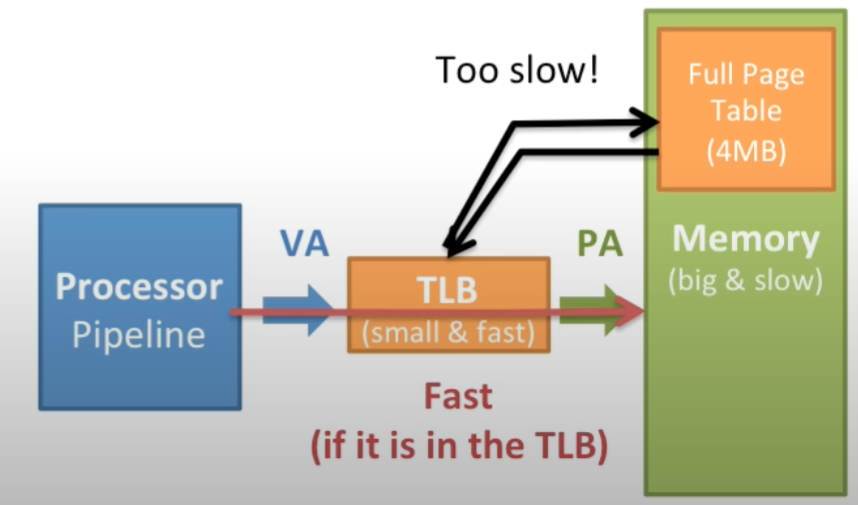 Too slow!
Full Page
Table
(4MB)
VA
PA
Memory
(big & slow)
Processor
Pipeline
TLB
(small & fast)
Fast
(if it is in the TLB)